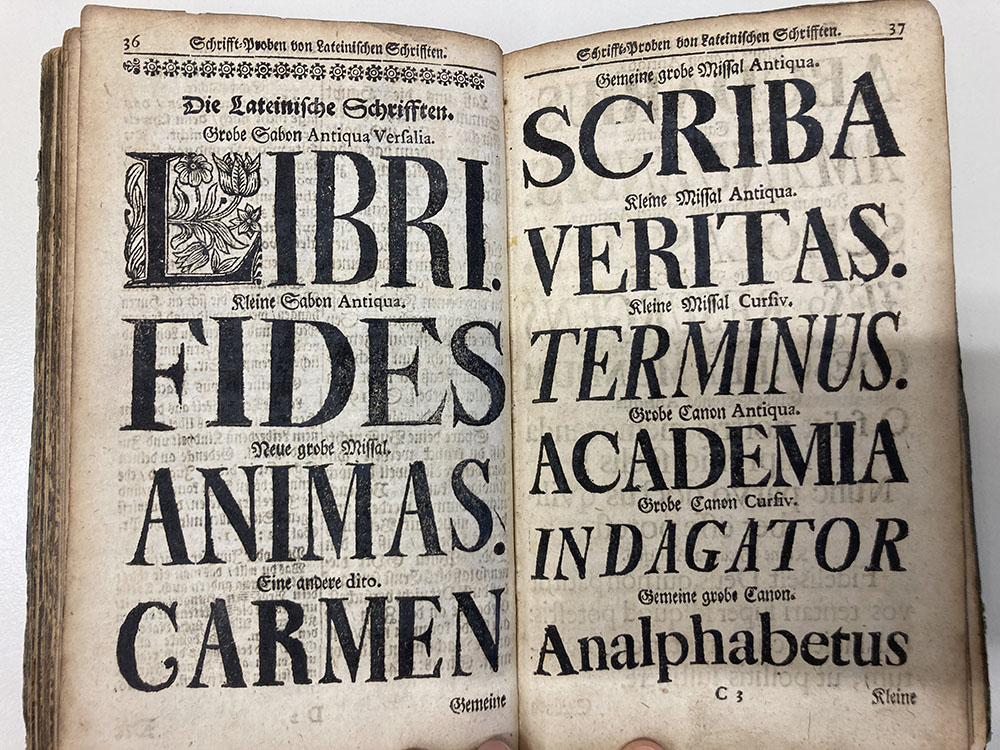 36 Schrifft-Proben von Lateinischen Schrifften.
Die Lateinische Schrifften.
Grobe Sabon Antiqua Versalia.
LIBRI.
Kleine Sabon Antiqua.
FIDES
Neue grobe Missal.
ANIMAS.
Eine andere dito.
CARMEN
Gemeine
Schrifft-Proben von Lateinischen Schrifften. 37
Gemeine grobe Missal Antiqua.
SCRIBA
Kleine Missal Antiqua.
VERITAS.
Kleine Missal Cursiv.
TERMINUS.
Grobe Canon Antiqua.
ACADEMIA
Grobe Canon Cursiv.
INDAGATOR
Gemeine grobe Canon.
Analphabetus
C 3
Kleine